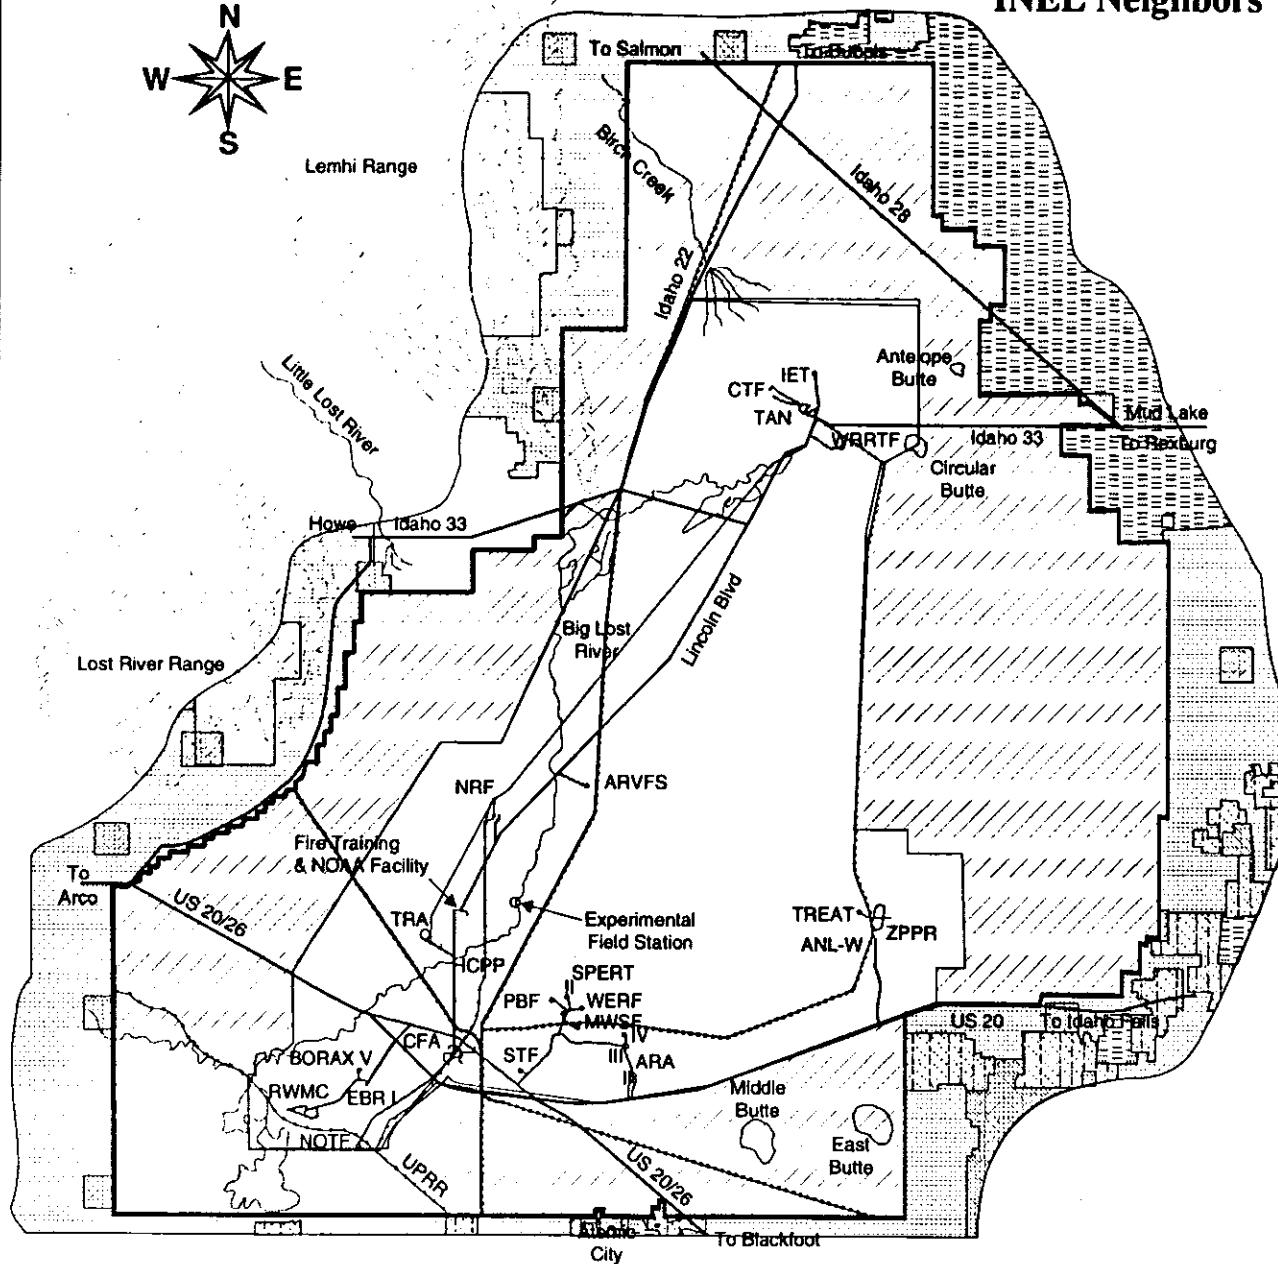 INEL Neighbors
N
W E
S
To Salmon
To Dubois
Birch Creek
Lemhi Range
Idaho 28
Idaho 22
Little Lost River
Antelope
Butte
IET
CTF
TAN
WRRTF
Mud Lake
Idaho 33
To Rexburg
Circular
Butte
Howe
Idaho 33
Lincoln Blvd
Big Lost
River
Lost River Range
NRF
ARVFS
Fire Training
& NOAA Facility
To
Arco
US 20/26
TRA
Experimental
Field Station
TREAT
ZPPR
ANL-W
ICPP
SPERT
II
PBF
WERF
MWSF
IV
US 20
To Idaho Falls
CFA
STF
III
ARA
BORAX V
RWMC
EBR I
Middle
Butte
NOTF
East
Butte
UPRR
US 20/26
Atomic
City
To Blackfoot